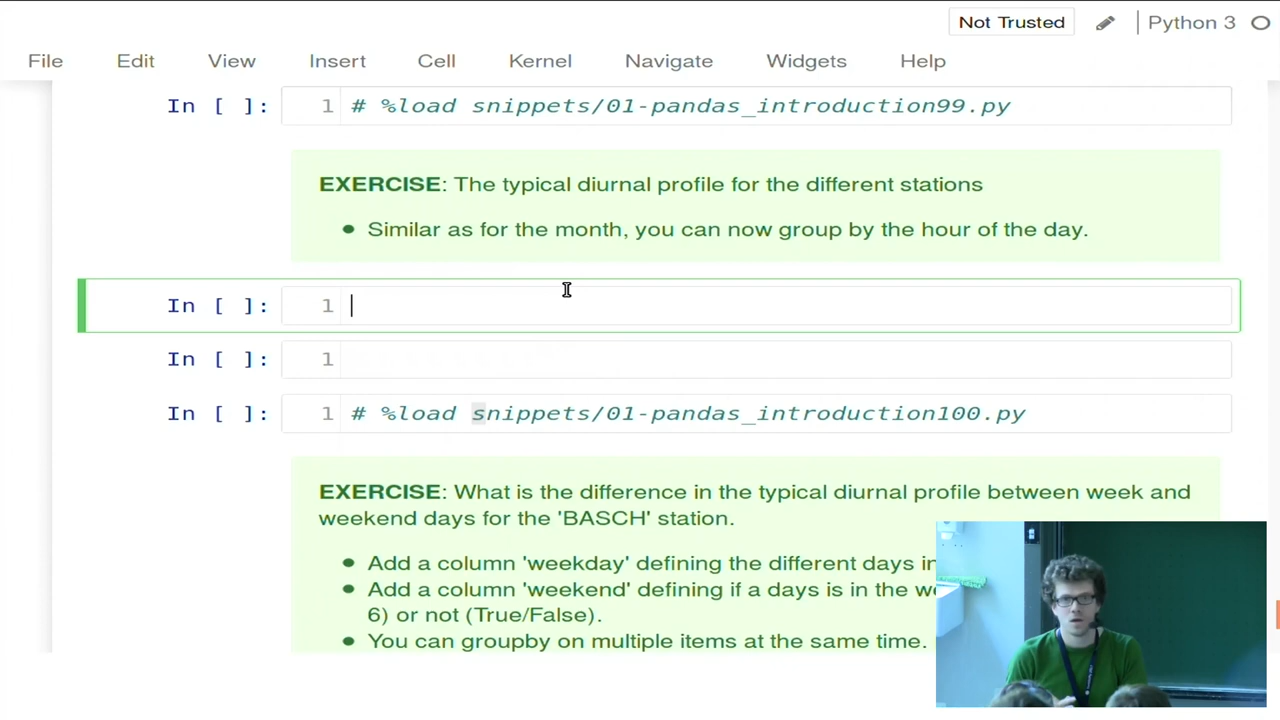 Not Trusted
Python 3
File Edit View Insert Cell Kernel Navigate Widgets Help
In [ ]: 1 # %load snippets/01-pandas_introduction99.py
EXERCISE: The typical diurnal profile for the different stations
• Similar as for the month, you can now group by the hour of the day.
In [ ]: 1
In [ ]: 1
In [ ]: 1 # %load snippets/01-pandas_introduction100.py
EXERCISE: What is the difference in the typical diurnal profile between week and
weekend days for the 'BASCH' station.
• Add a column 'weekday' defining the different days in
• Add a column 'weekend' defining if a days is in the
6) or not (True/False).
• You can groupby on multiple items at the same time.